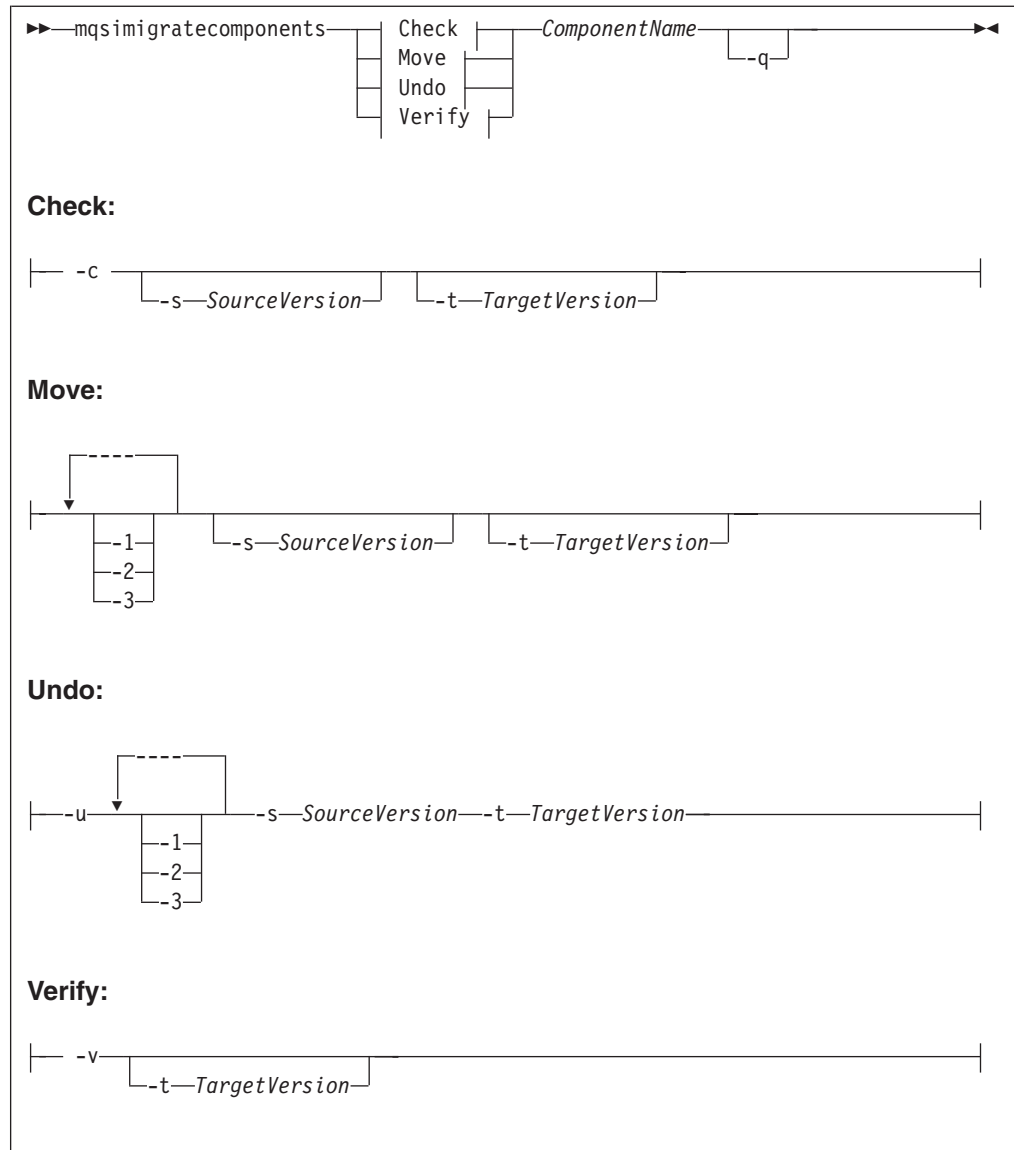 mqsimigratecomponents Check ComponentName -q
Move
Undo
Verify
Check:
-c -s SourceVersion -t TargetVersion
Move:
----
-1 -s SourceVersion -t TargetVersion
-2
-3
Undo:
----
-u -s SourceVersion -t TargetVersion
-1
-2
-3
Verify:
-v -t TargetVersion